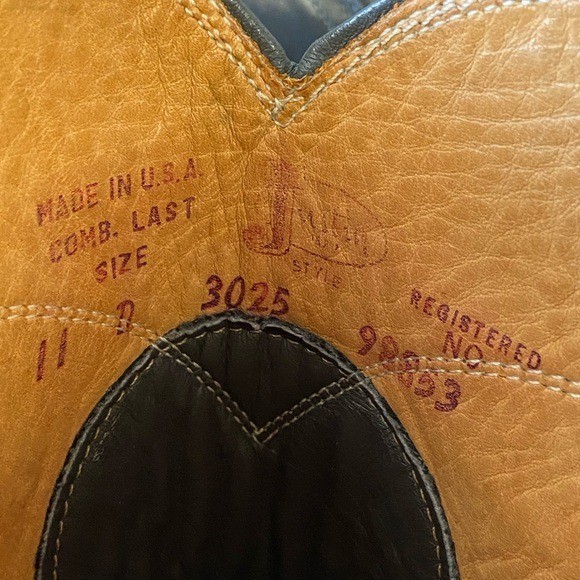 MADE IN U.S.A.
COMB. LAST
SIZE
11 D
Justin
STYLE
3025
REGISTERED
NO